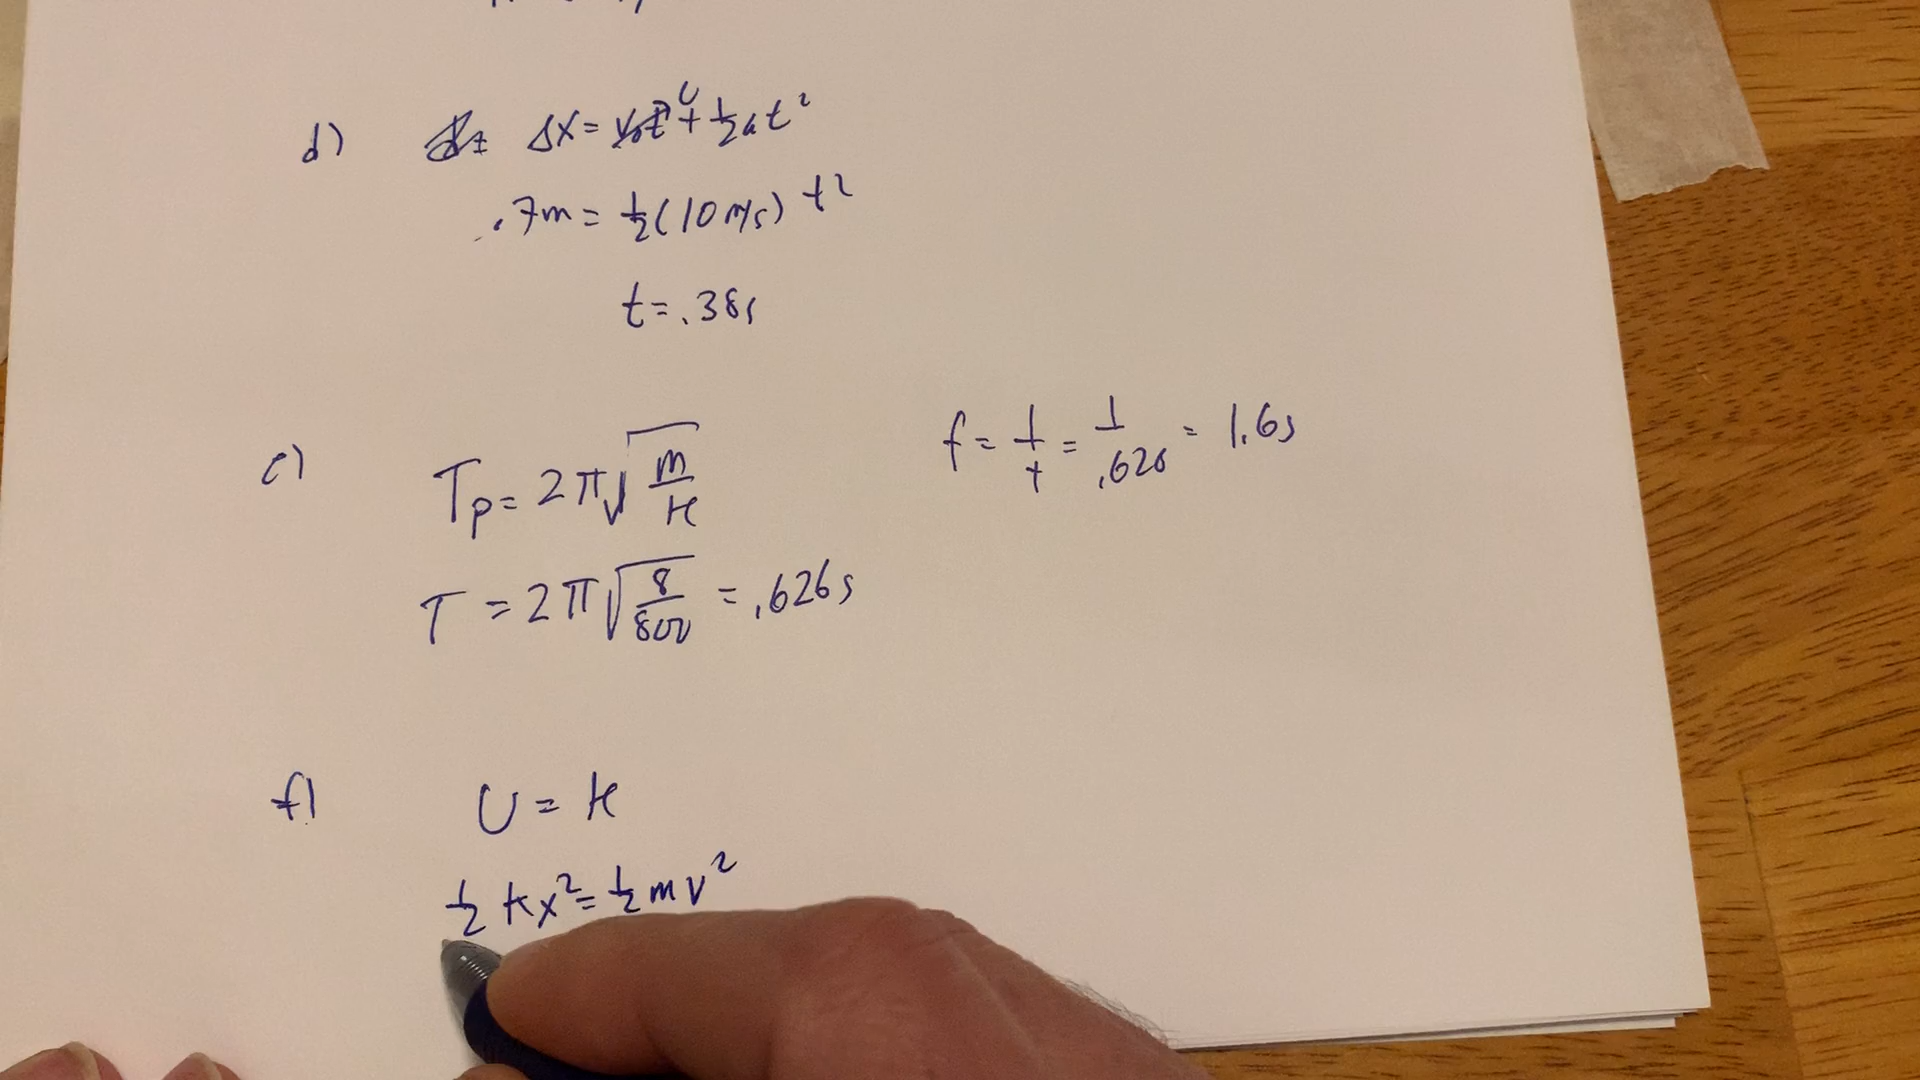 d) Δx = v₀t⁰ + ½at²
.7m = ½(10 m/s) t²
t = .38s
e) Tp = 2π√(m/k)
f = 1/t = 1/.626 = 1.6s
T = 2π√(8/800) = .626s
f) U = K
½kx² = ½mv²